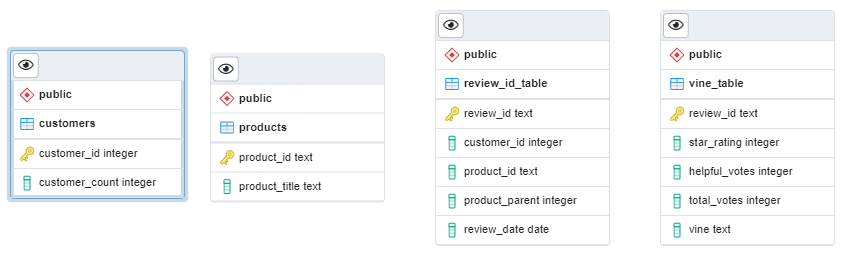 public
customers
customer_id integer
customer_count integer
public
products
product_id text
product_title text
public
review_id_table
review_id text
customer_id integer
product_id text
product_parent integer
review_date date
public
vine_table
review_id text
star_rating integer
helpful_votes integer
total_votes integer
vine text